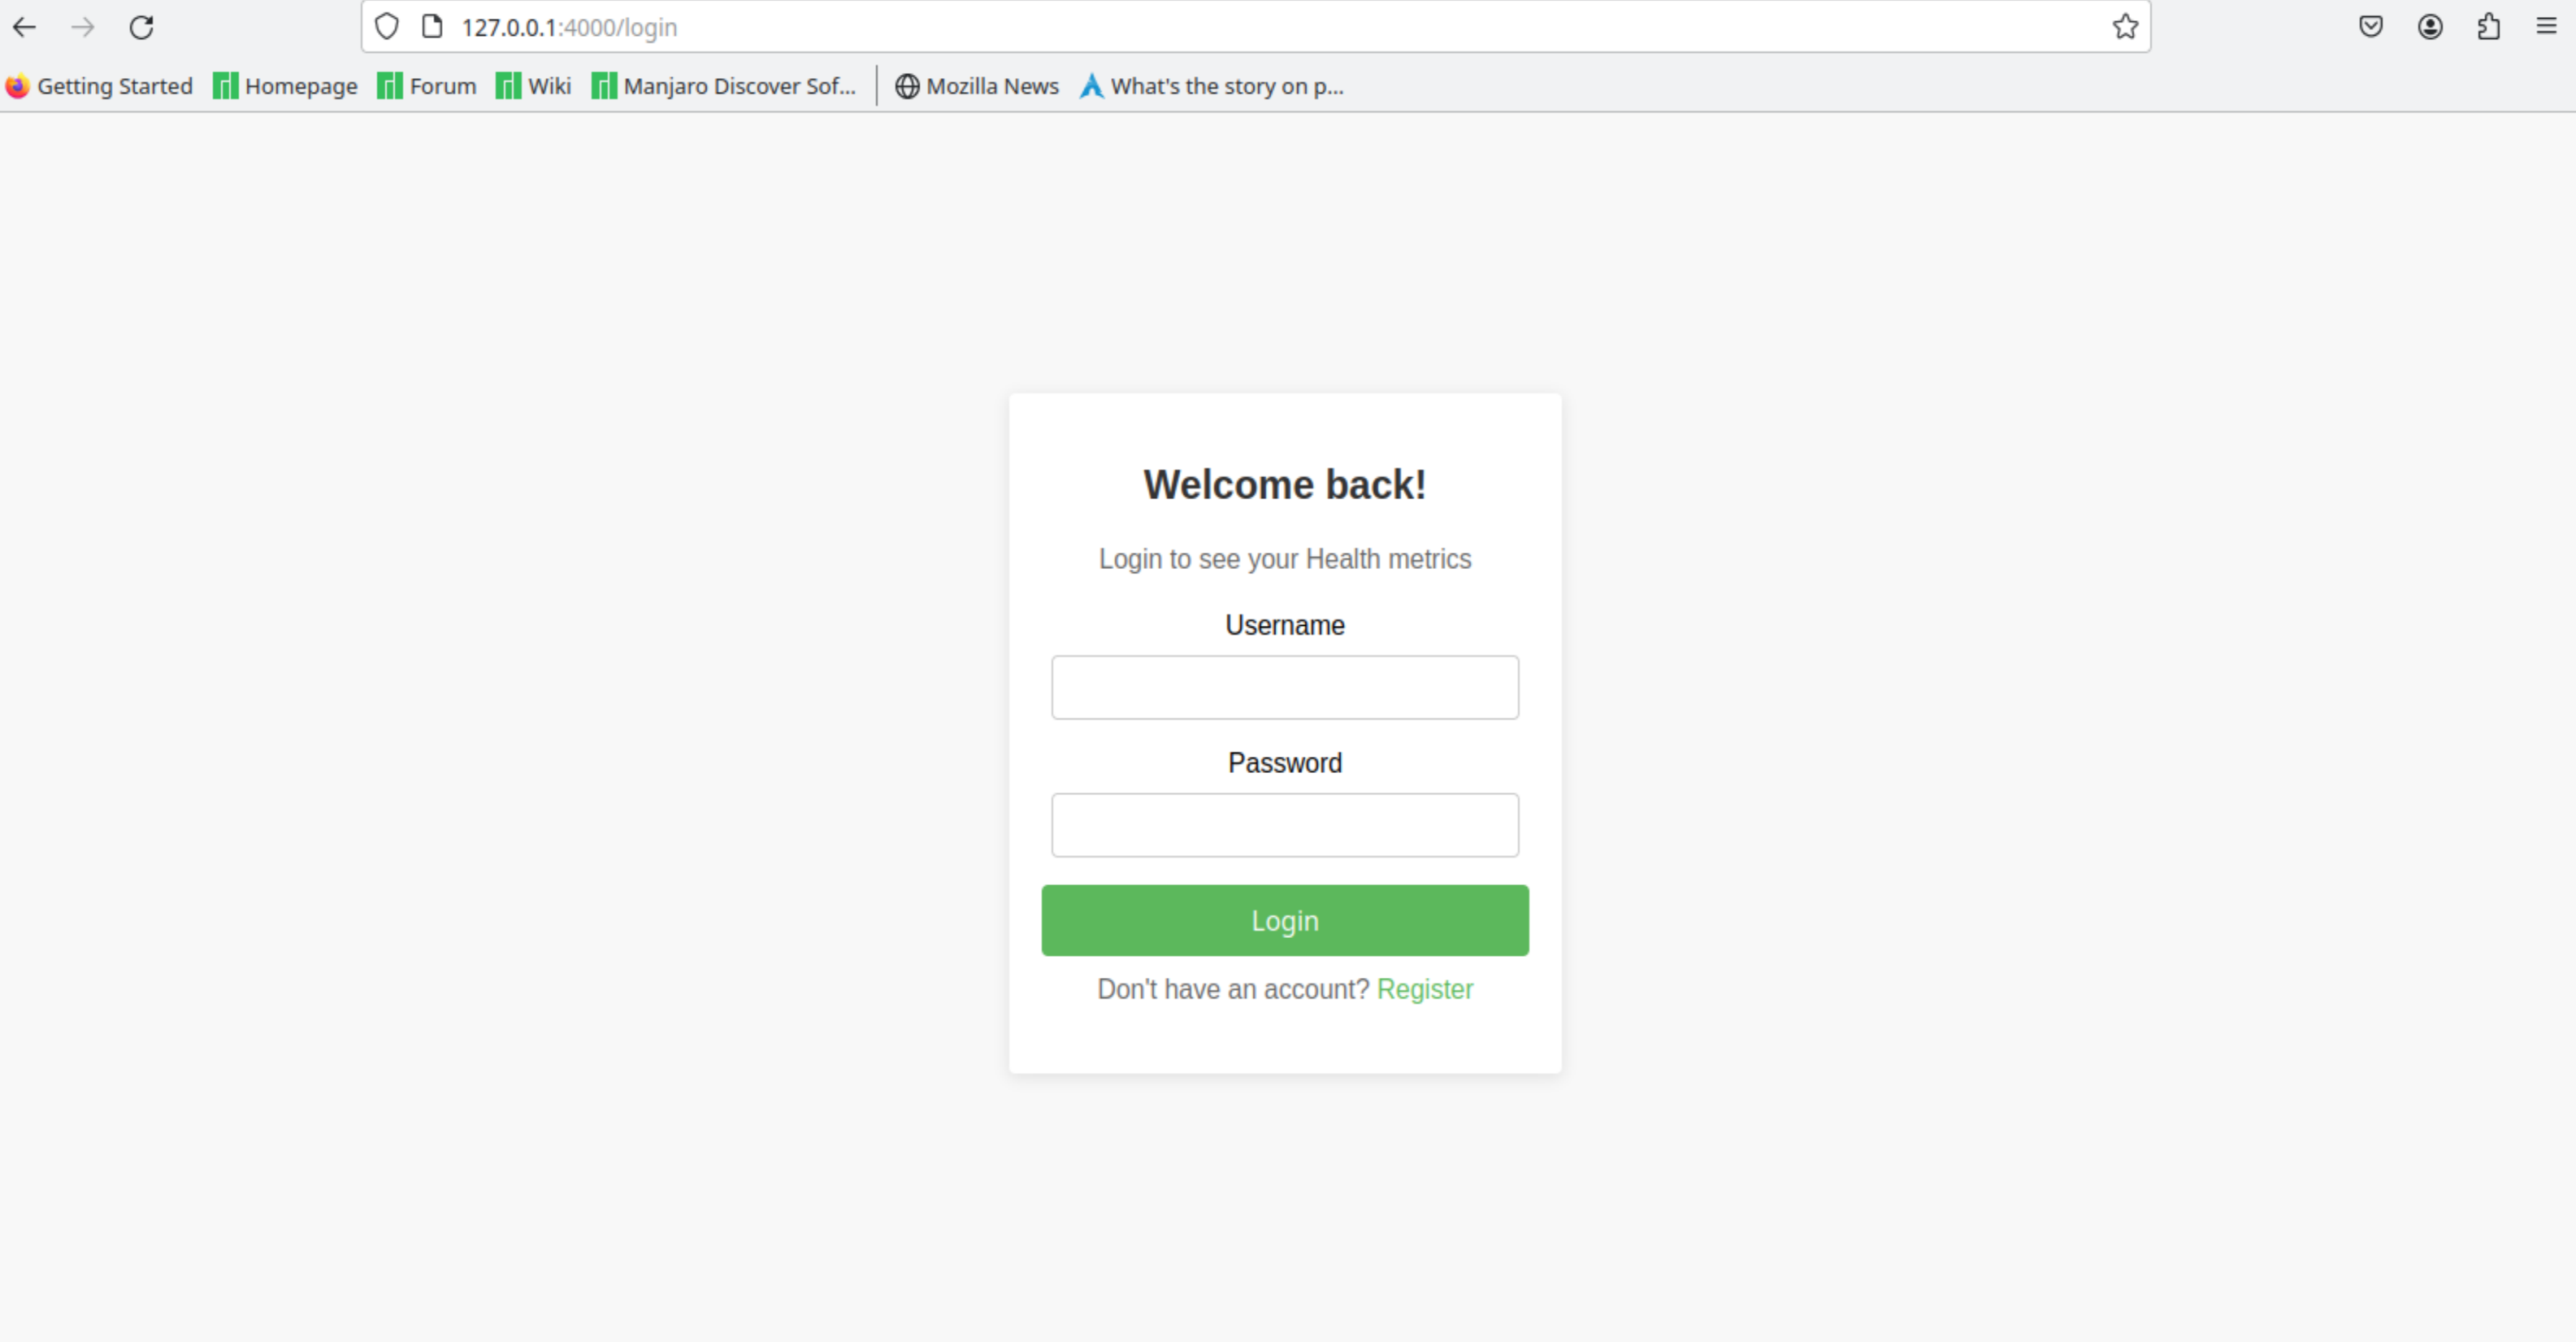 127.0.0.1:4000/login
Getting Started Homepage Forum Wiki Manjaro Discover Sof... Mozilla News What's the story on p...
Welcome back!
Login to see your Health metrics
Username
Password
Login
Don't have an account? Register